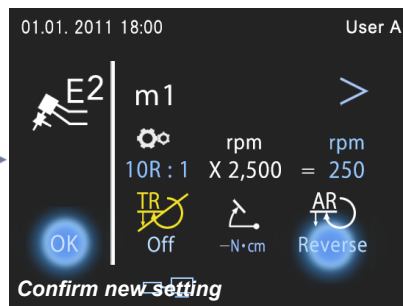 01.01. 2011 18:00 User A
E2
m1 >
rpm rpm
10R : 1 X 2,500 = 250
TR AR
OK Off –N·cm Reverse
Confirm new setting